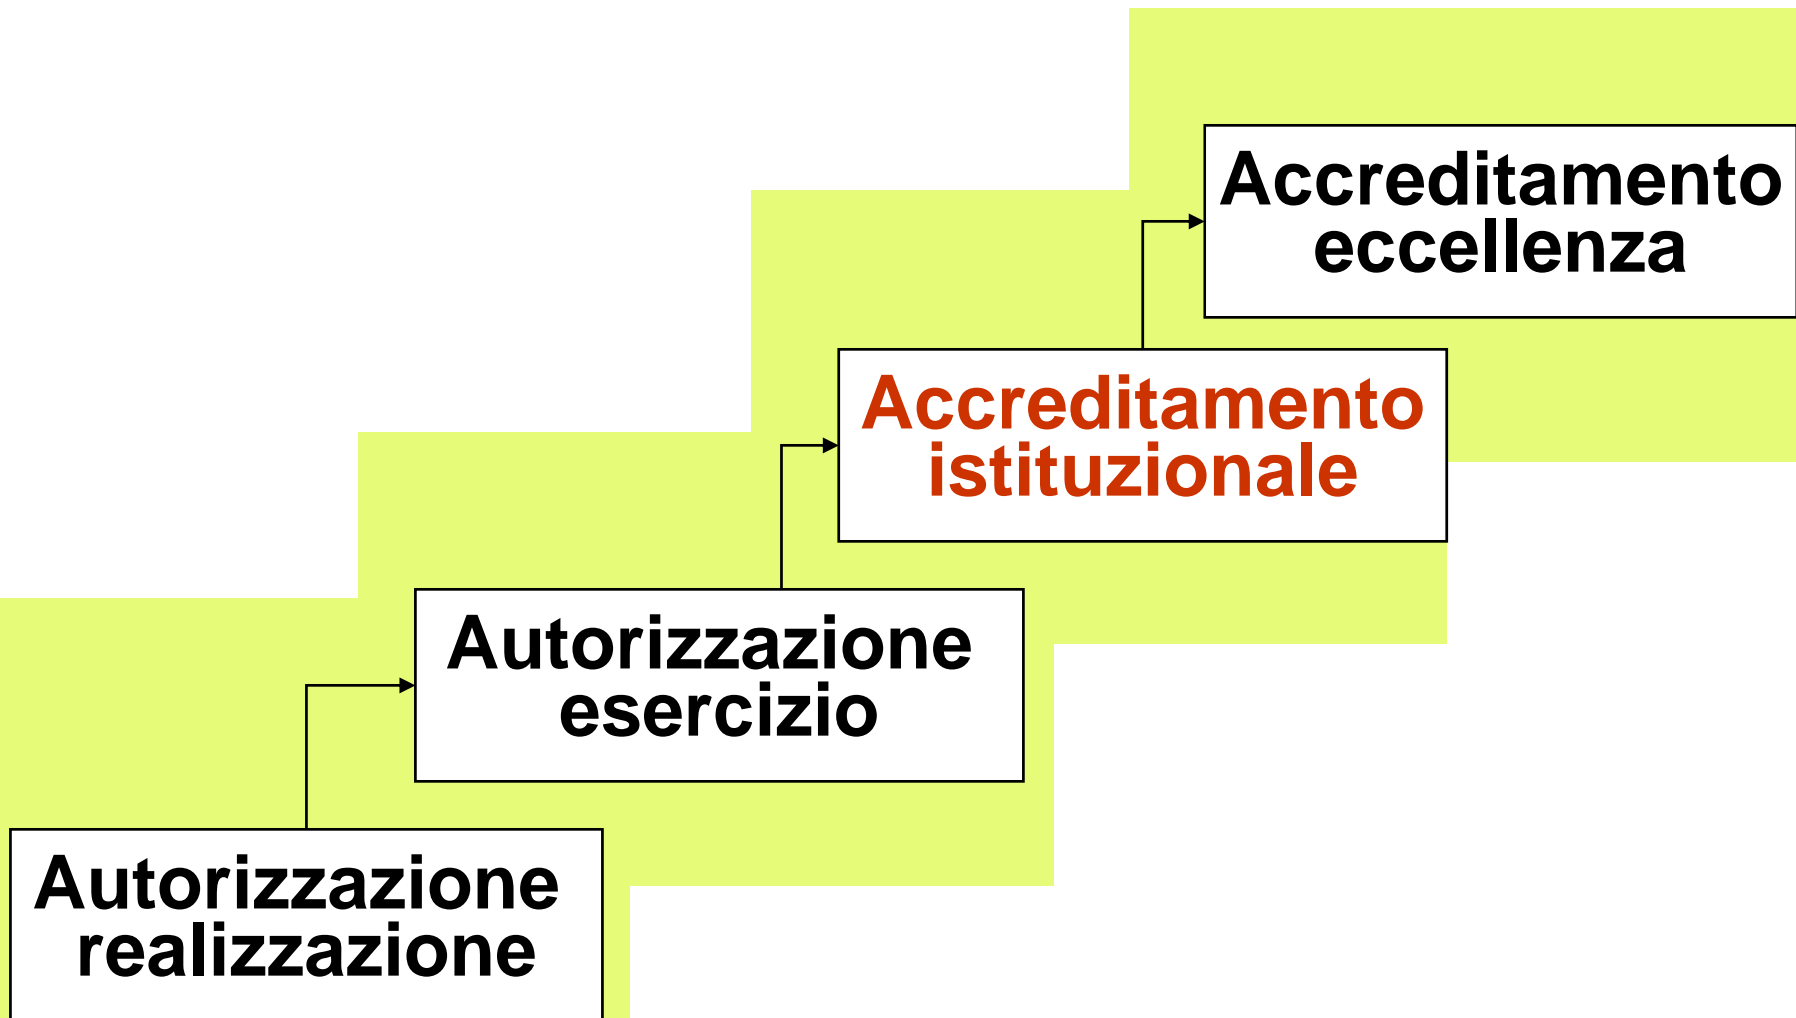 Accreditamento
eccellenza
Accreditamento
istituzionale
Autorizzazione
esercizio
Autorizzazione
realizzazione